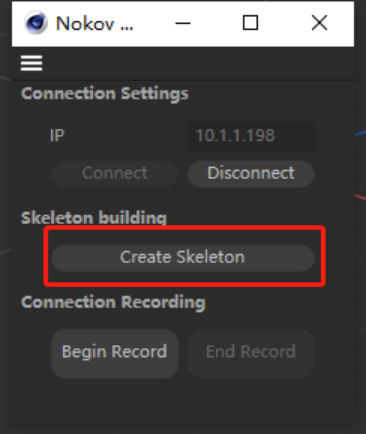 Nokov ...
Connection Settings
IP 10.1.1.198
Connect Disconnect
Skeleton building
Create Skeleton
Connection Recording
Begin Record End Record